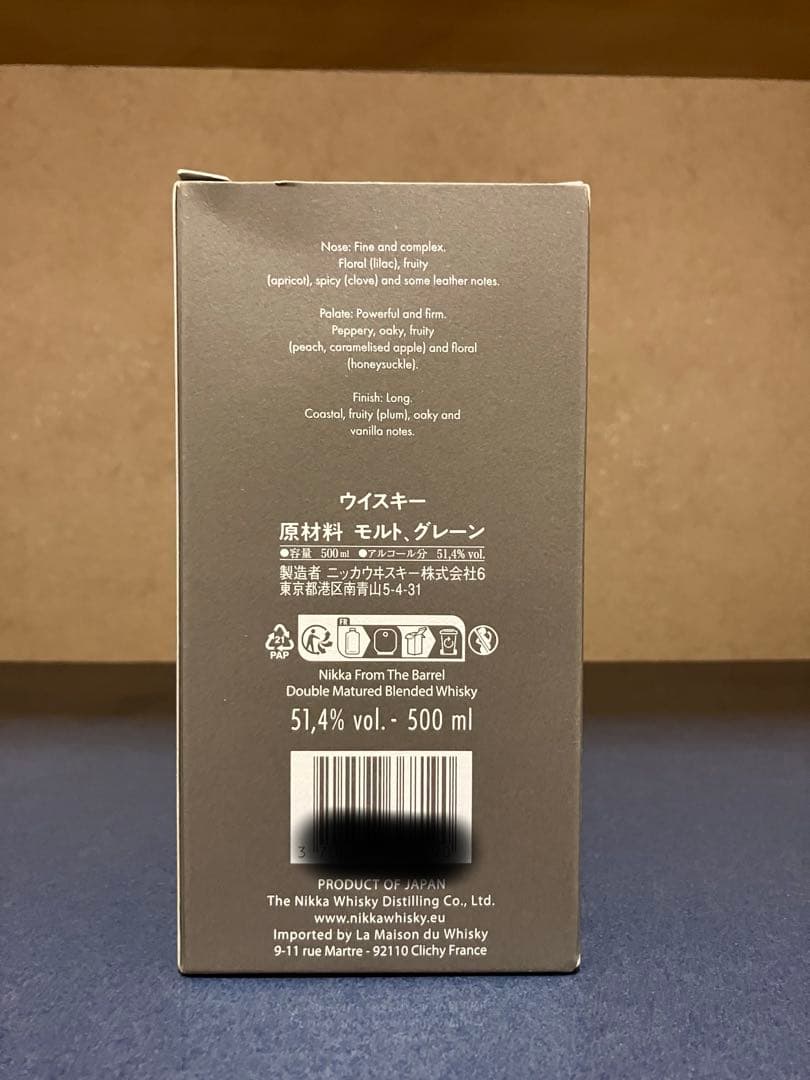 Nose: Fine and complex.
Floral (lilac), fruity
(apricot), spicy (clove) and some leather notes.
Palate: Powerful and firm.
Peppery, oaky, fruity
(peach, caramelised apple) and floral
(honeysuckle).
Finish: Long.
Coastal, fruity (plum), oaky and
vanilla notes.
ウイスキー
原材料 モルト、グレーン
●容量 500ml ●アルコール分 51,4% vol.
製造者 ニッカウヰスキー株式会社6
東京都港区南青山5-4-31
FR
21
PAP
Nikka From The Barrel
Double Matured Blended Whisky
51,4% vol. - 500 ml
3
PRODUCT OF JAPAN
The Nikka Whisky Distilling Co., Ltd.
www.nikkawhisky.eu
Imported by La Maison du Whisky
9-11 rue Martre - 92110 Clichy France